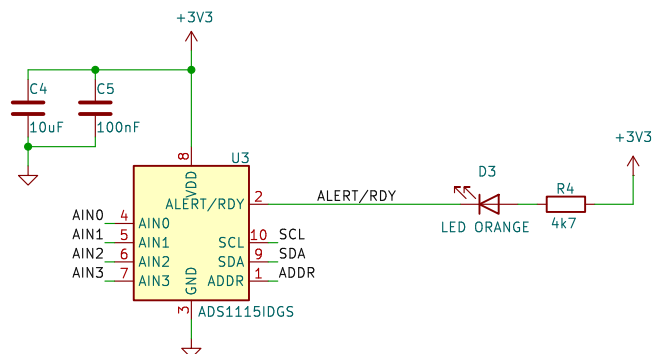 +3V3
C4
10uF
C5
100nF
U3
8
VDD
ALERT/RDY
2
ALERT/RDY
D3
LED ORANGE
R4
4k7
+3V3
AIN0
4
AIN0
AIN1
5
AIN1
SCL
10
SCL
AIN2
6
AIN2
SDA
9
SDA
AIN3
7
AIN3
ADDR
1
ADDR
GND
3
ADS1115IDGS